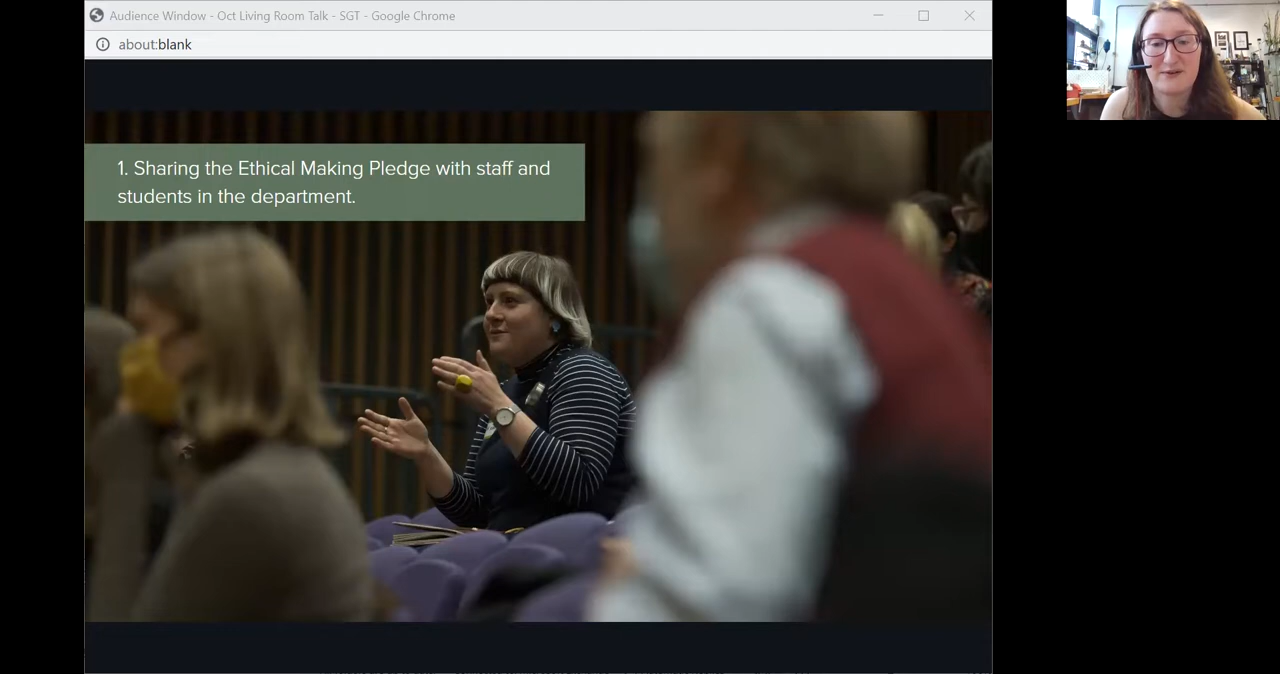 Audience Window - Oct Living Room Talk - SGT - Google Chrome
about:blank
1. Sharing the Ethical Making Pledge with staff and
students in the department.